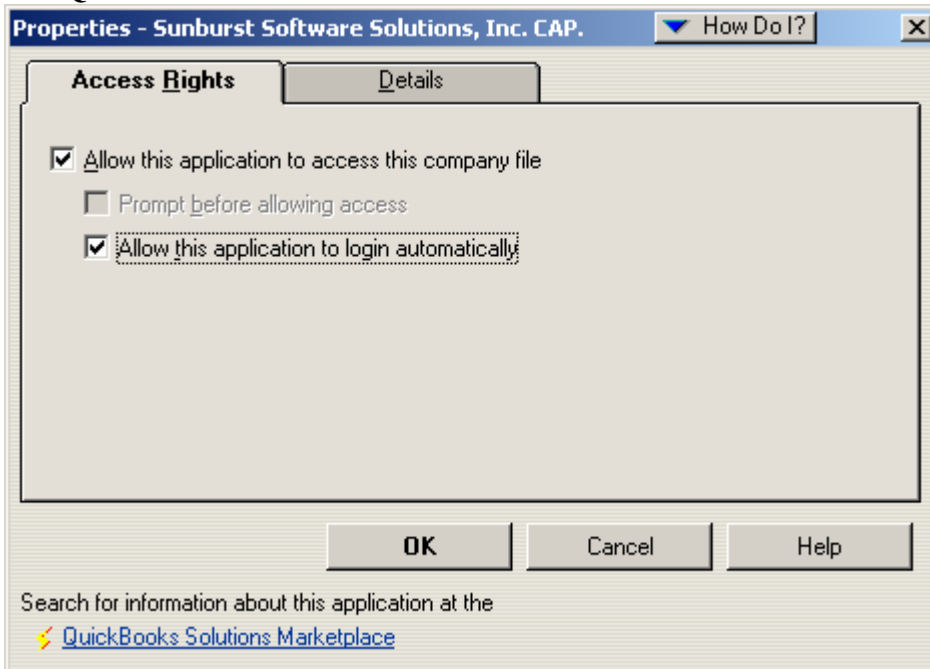 Properties - Sunburst Software Solutions, Inc. CAP. How Do I?
Access Rights Details
Allow this application to access this company file
Prompt before allowing access
Allow this application to login automatically
OK Cancel Help
Search for information about this application at the
QuickBooks Solutions Marketplace